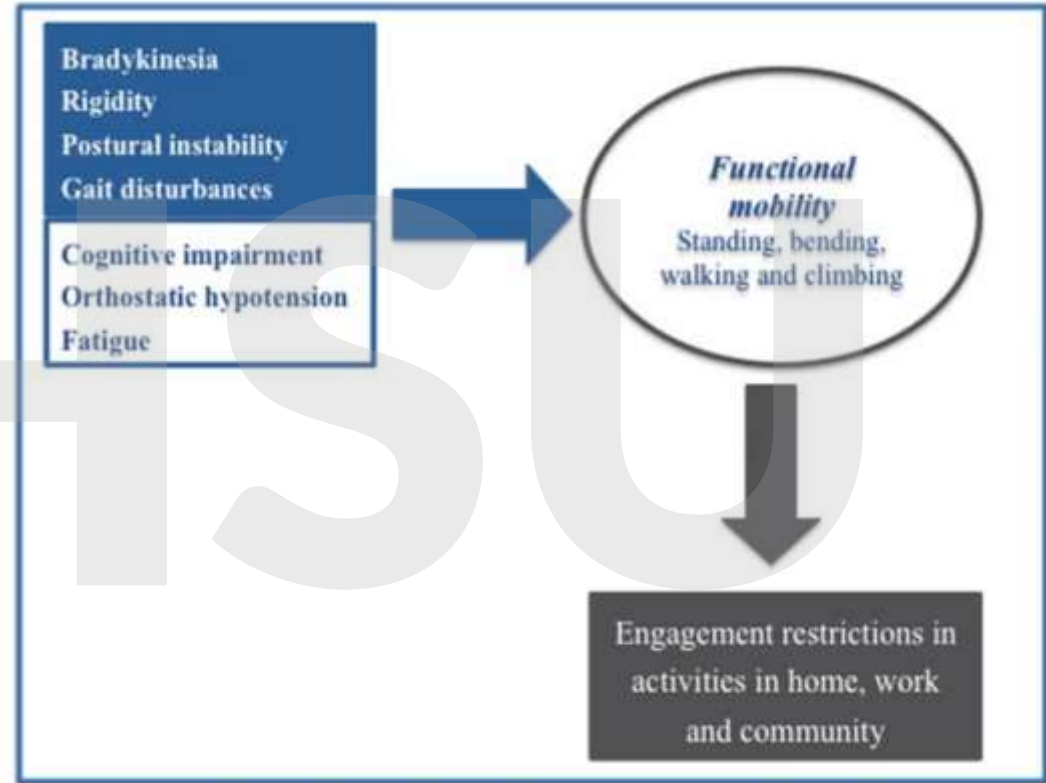 Bradykinesia
Rigidity
Postural instability
Gait disturbances
Cognitive impairment
Orthostatic hypotension
Fatigue
Functional
mobility
Standing, bending,
walking and climbing
Engagement restrictions in
activities in home, work
and community
HSU